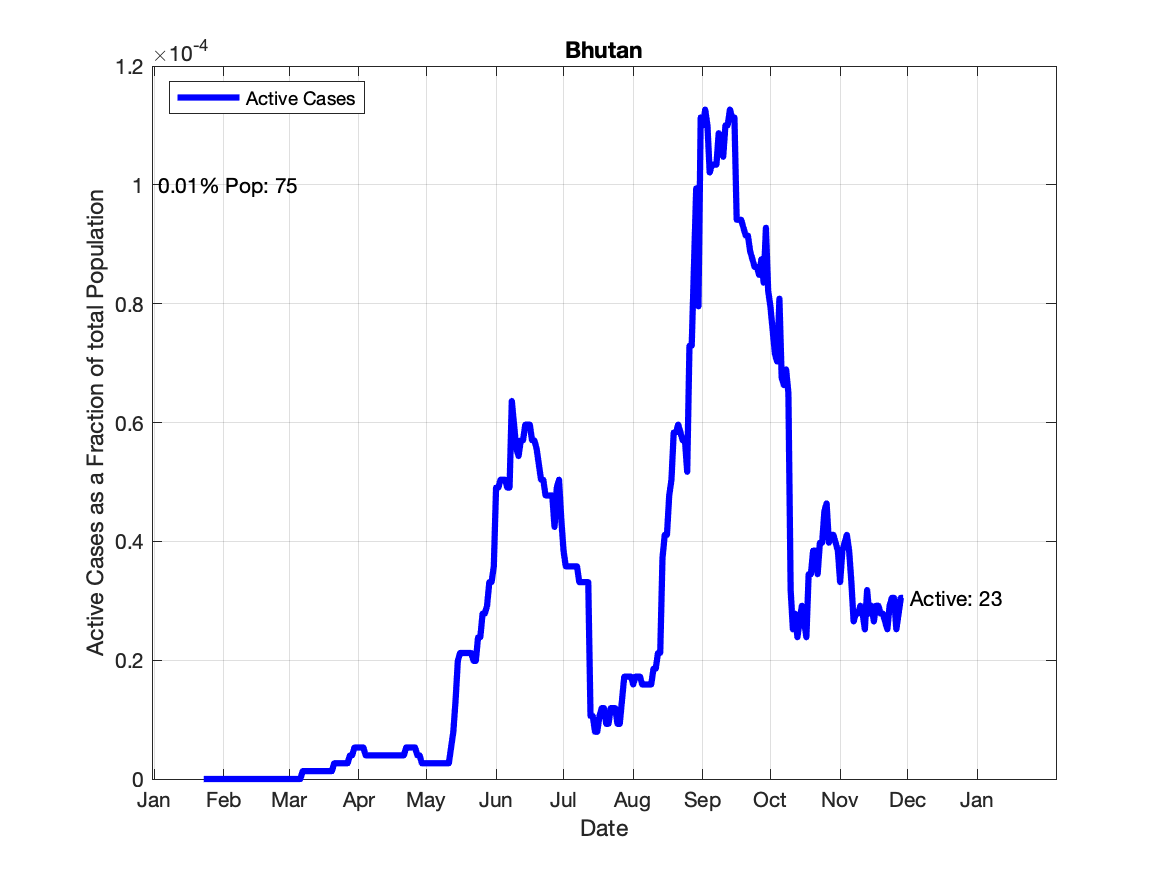 Bhutan
×10-4
1.2
1
0.8
0.6
0.4
0.2
0
Active Cases
0.01% Pop: 75
Active: 23
Active Cases as a Fraction of total Population
Jan Feb Mar Apr May Jun Jul Aug Sep Oct Nov Dec Jan
Date